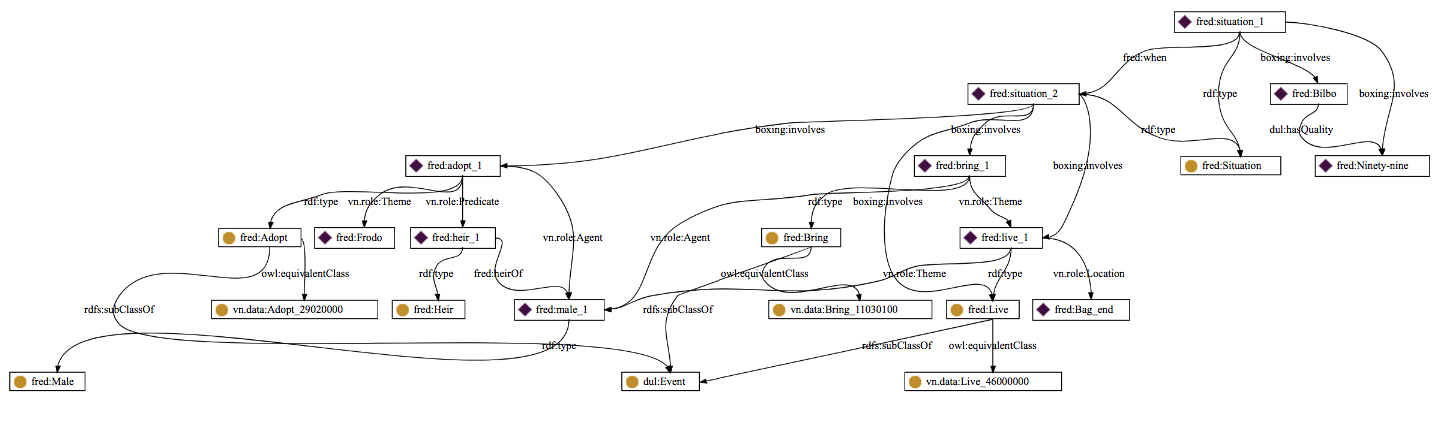 fred:situation_1
fred:when
boxing:involves
fred:situation_2
rdf:type
fred:Bilbo
boxing:involves
boxing:involves
boxing:involves
rdf:type
dul:hasQuality
fred:adopt_1
fred:bring_1
boxing:involves
fred:Situation
fred:Ninety-nine
rdf:type
vn.role:Theme
vn.role:Predicate
rdf:type
boxing:involves
vn.role:Theme
fred:Adopt
fred:Frodo
fred:heir_1
vn.role:Agent
vn.role:Agent
fred:Bring
fred:live_1
owl:equivalentClass
rdf:type
fred:heirOf
owl:equivalentClass
vn.role:Theme
rdf:type
vn.role:Location
rdfs:subClassOf
vn.data:Adopt_29020000
fred:Heir
fred:male_1
rdfs:subClassOf
vn.data:Bring_11030100
fred:Live
fred:Bag_end
rdf:type
rdfs:subClassOf
owl:equivalentClass
fred:Male
dul:Event
vn.data:Live_46000000